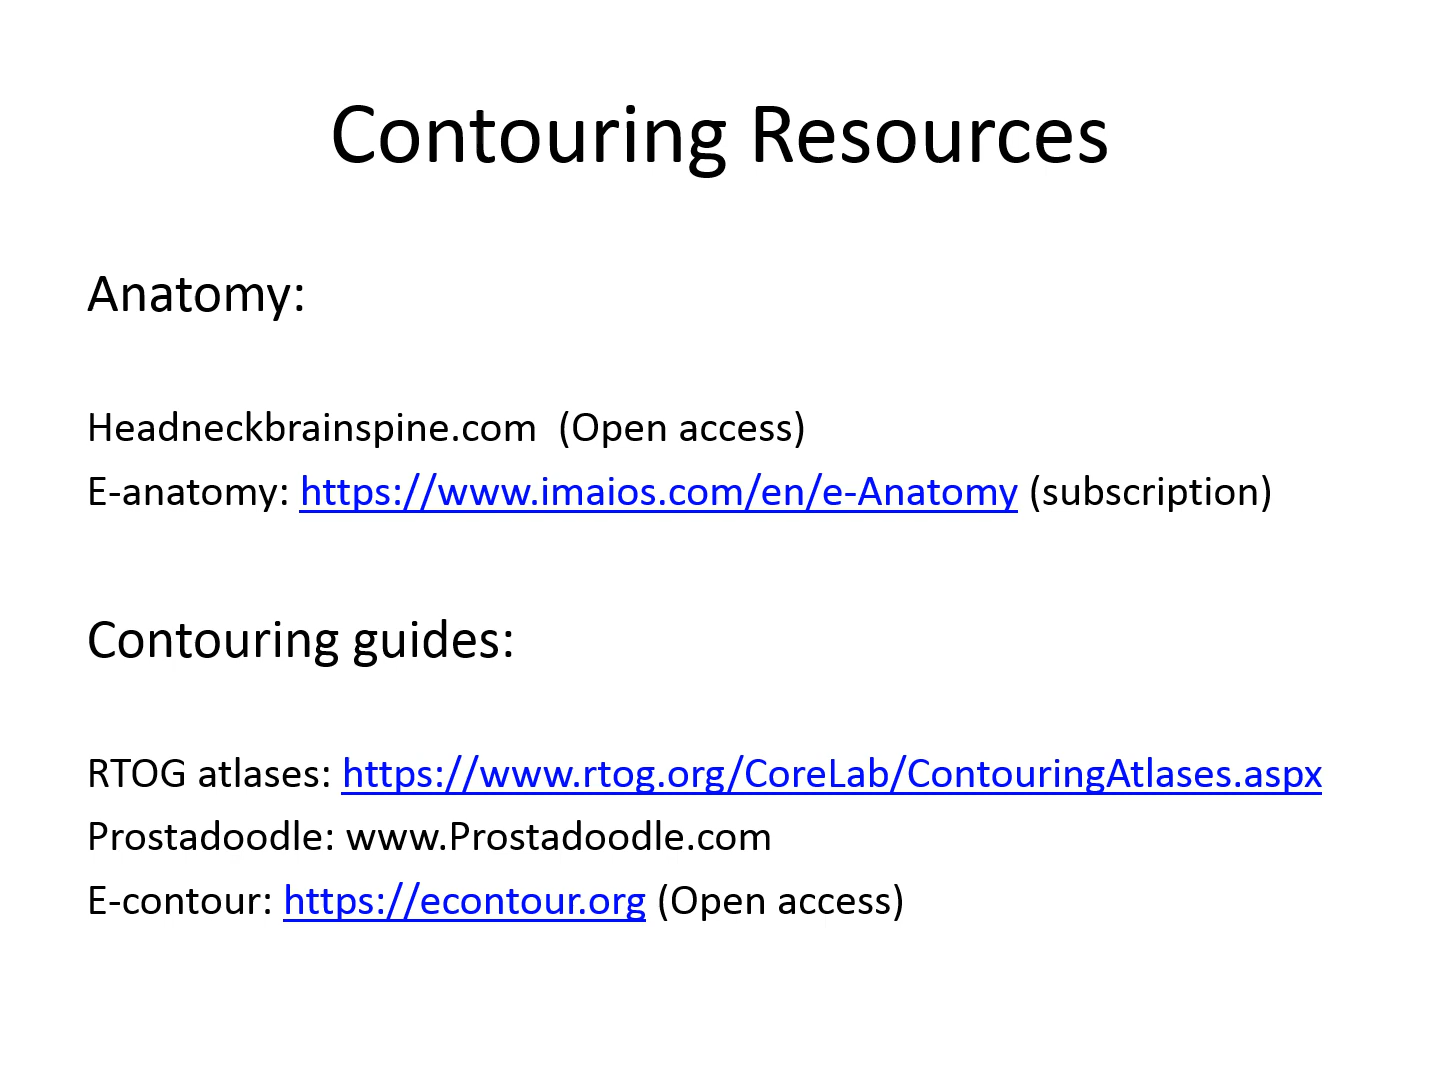 Contouring Resources
Anatomy:
Headneckbrainspine.com  (Open access)
E-anatomy: https://www.imaios.com/en/e-Anatomy (subscription)
Contouring guides:
RTOG atlases: https://www.rtog.org/CoreLab/ContouringAtlases.aspx
Prostadoodle: www.Prostadoodle.com
E-contour: https://econtour.org (Open access)